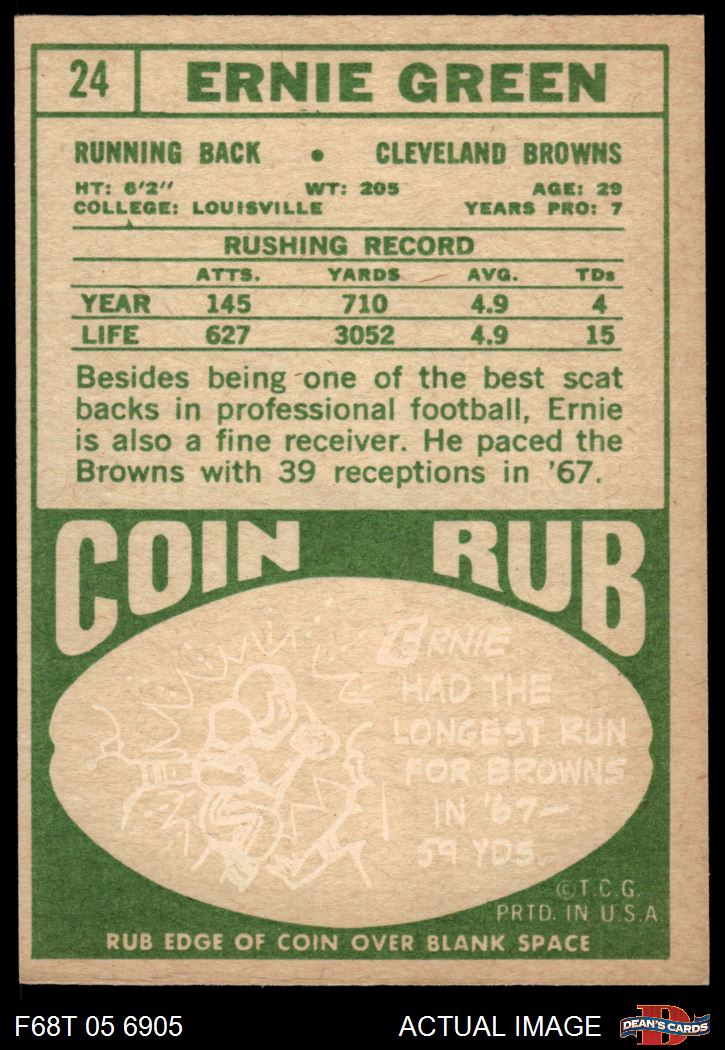 24 ERNIE GREEN
RUNNING BACK • CLEVELAND BROWNS
HT: 6'2" WT: 205 AGE: 29
COLLEGE: LOUISVILLE YEARS PRO: 7
RUSHING RECORD
ATTS. YARDS AVG. TDs
YEAR 145 710 4.9 4
LIFE 627 3052 4.9 15
Besides being one of the best scat
backs in professional football, Ernie
is also a fine receiver. He paced the
Browns with 39 receptions in '67.
COIN RUB
ERNIE
HAD THE
LONGEST RUN
FOR BROWNS
IN '67—
59 YDS.
©T.C.G.
PRTD. IN U.S.A.
RUB EDGE OF COIN OVER BLANK SPACE
F68T 05 6905 ACTUAL IMAGE D DEAN'S CARDS